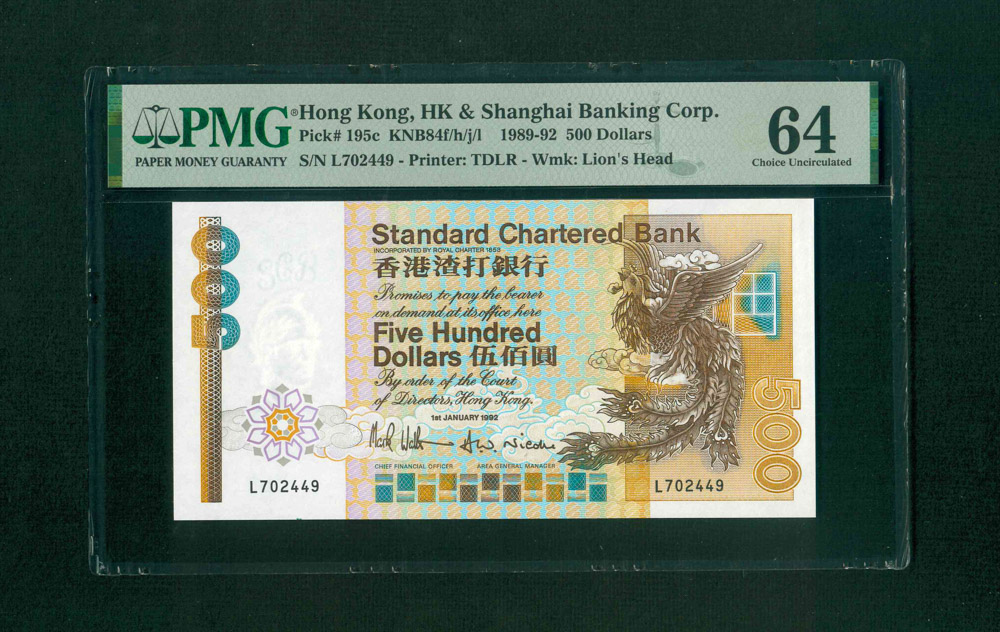 PMG®
PAPER MONEY GUARANTY
Hong Kong, HK & Shanghai Banking Corp.
Pick# 195c KNB84f/h/j/l 1989-92 500 Dollars
S/N L702449 - Printer: TDLR - Wmk: Lion's Head
64
Choice Uncirculated
500
SCB
Standard Chartered Bank
INCORPORATED BY ROYAL CHARTER 1853
香港渣打銀行
Promises to pay the bearer
on demand at its office here
Five Hundred
Dollars 伍佰圓
By order of the Court
of Directors, Hong Kong.
1st JANUARY 1992
CHIEF FINANCIAL OFFICER AREA GENERAL MANAGER
L702449
L702449
500